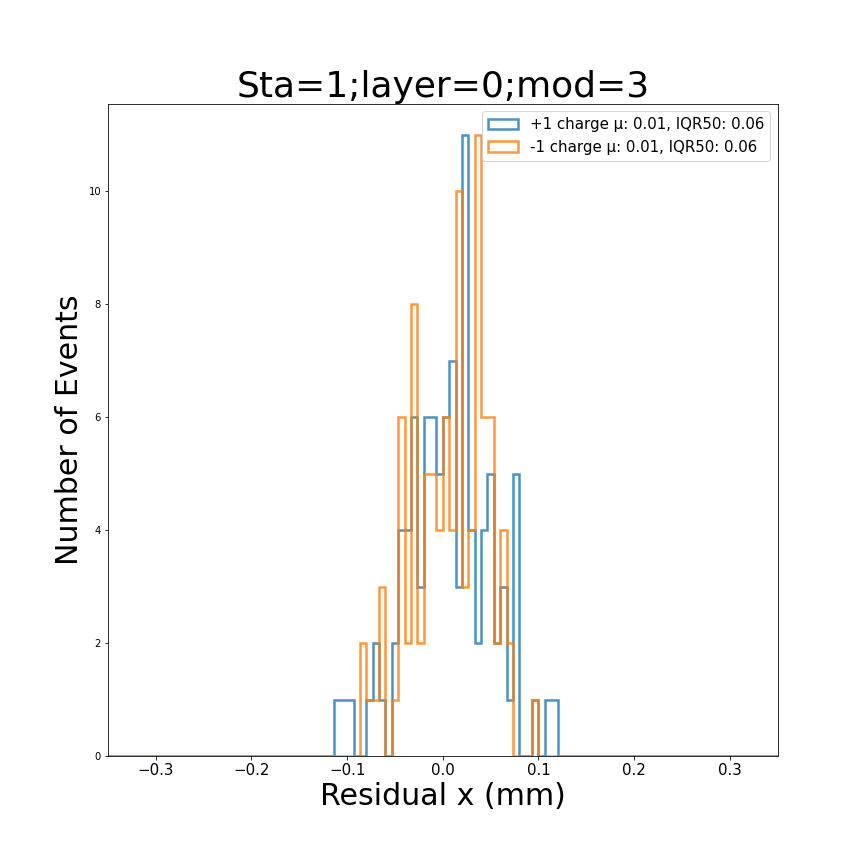 Sta=1;layer=0;mod=3
+1 charge μ: 0.01, IQR50: 0.06
-1 charge μ: 0.01, IQR50: 0.06
Number of Events
10
8
6
4
2
0
−0.3 −0.2 −0.1 0.0 0.1 0.2 0.3
Residual x (mm)